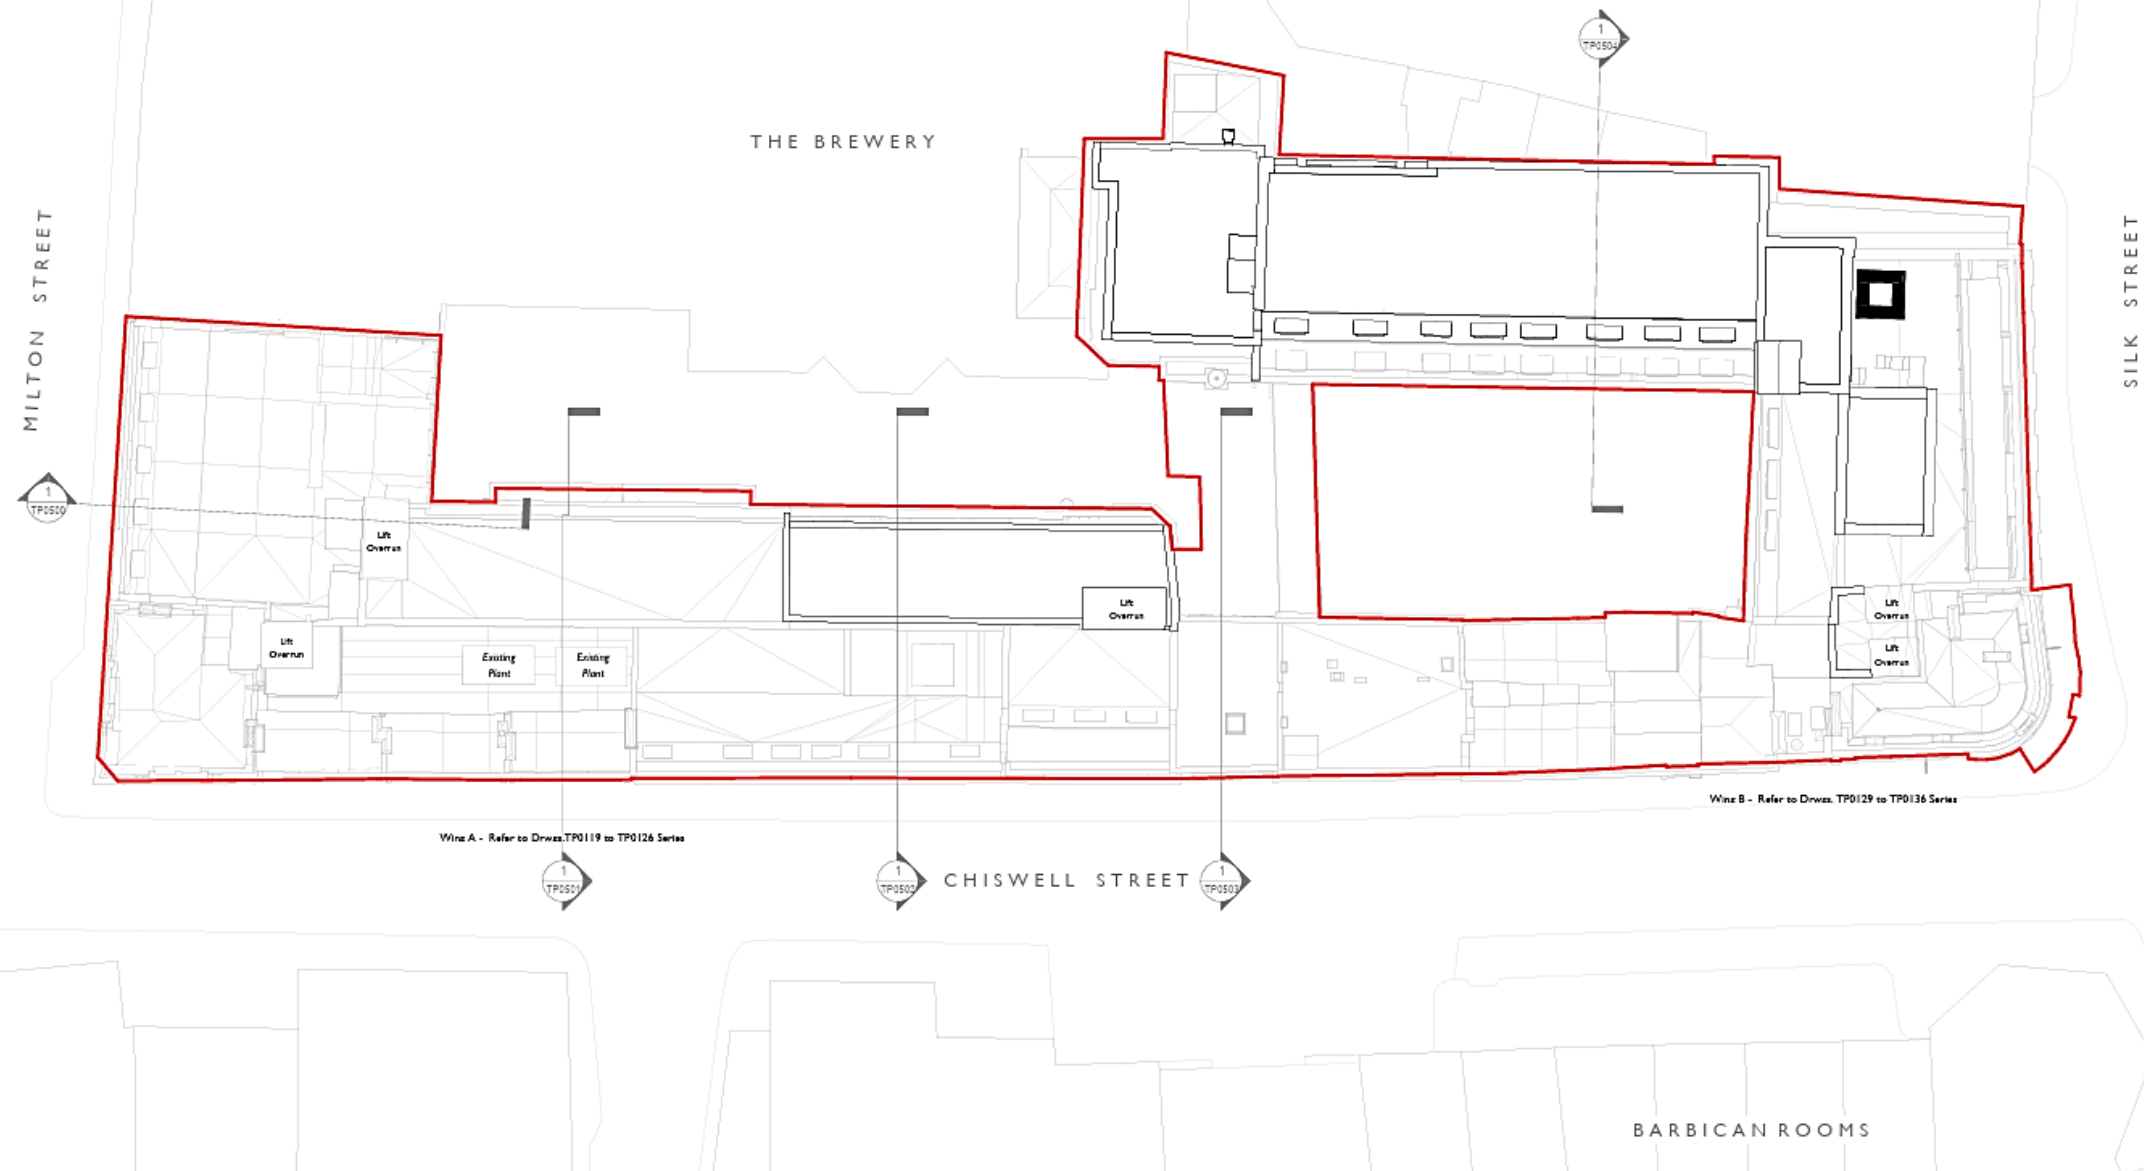 1
TP0504
THE BREWERY
MILTON STREET
SILK STREET
1
TP0500
Lift
Overrun
Lift
Overrun
Lift
Overrun
Lift
Overrun
Lift
Overrun
Existing
Plant
Existing
Plant
Wing B - Refer to Drwgs. TP0129 to TP0136 Series
Wing A - Refer to Drwgs.TP0119 to TP0126 Series
1
TP0501
1
TP0502
CHISWELL STREET
1
TP0503
BARBICAN ROOMS